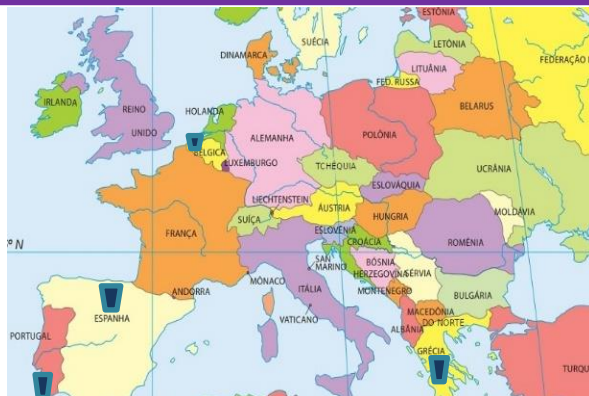 ESTÔNIA
SUÉCIA
LETÔNIA
DINAMARCA
LITUÂNIA
FEDERAÇÃO
FED. RUSSA
IRLANDA
REINO
UNIDO
HOLANDA
BELARUS
ALEMANHA
POLÔNIA
BÉLGICA
LUXEMBURGO
TCHÉQUIA
UCRÂNIA
ESLOVÁQUIA
LIECHTENSTEIN
ÁUSTRIA
MOLDÁVIA
SUÍÇA
HUNGRIA
FRANÇA
ESLOVÊNIA
CROÁCIA
ROMÊNIA
° N
SAN
MARINO
BÓSNIA
HERZEGOVINA
SÉRVIA
MÔNACO
ITÁLIA
MONTENEGRO
ANDORRA
BULGÁRIA
VATICANO
MACEDÔNIA
DO NORTE
ESPANHA
ALBÂNIA
PORTUGAL
GRÉCIA
TURQU